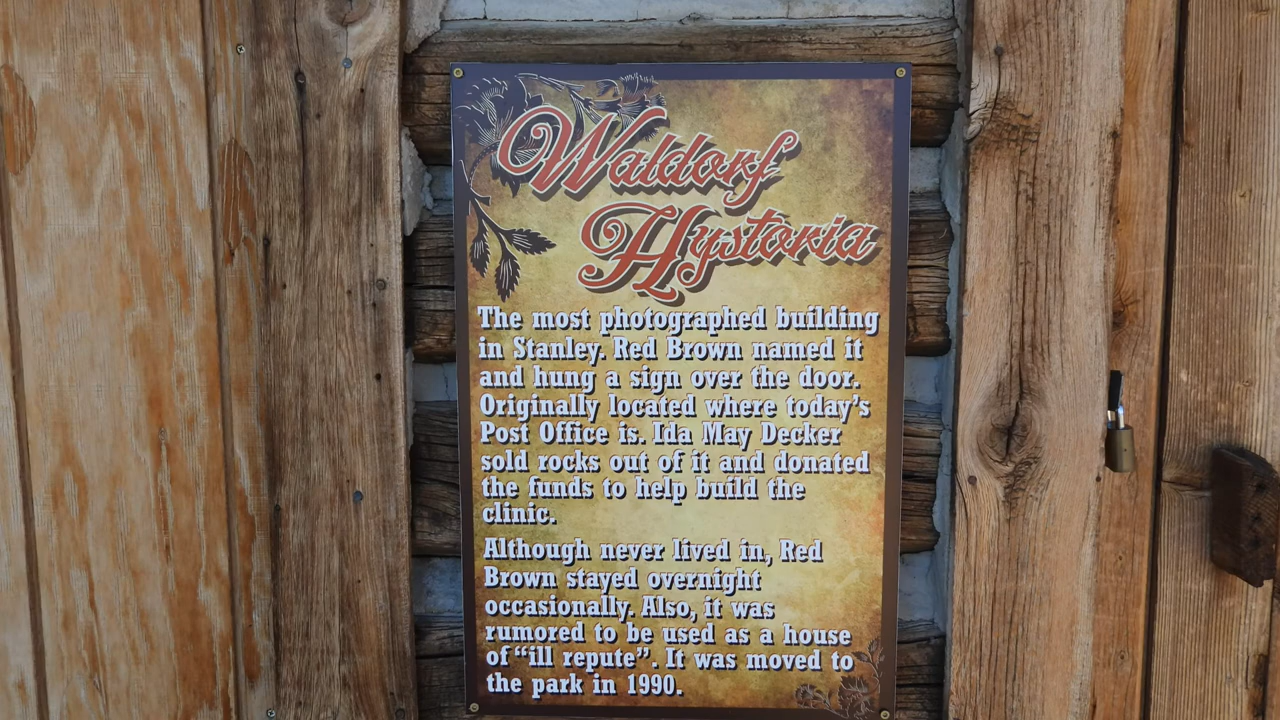 Waldorf
Hystoria
The most photographed building
in Stanley. Red Brown named it
and hung a sign over the door.
Originally located where today's
Post Office is. Ida May Decker
sold rocks out of it and donated
the funds to help build the
clinic.
Although never lived in, Red
Brown stayed overnight
occasionally. Also, it was
rumored to be used as a house
of “ill repute”. It was moved to
the park in 1990.